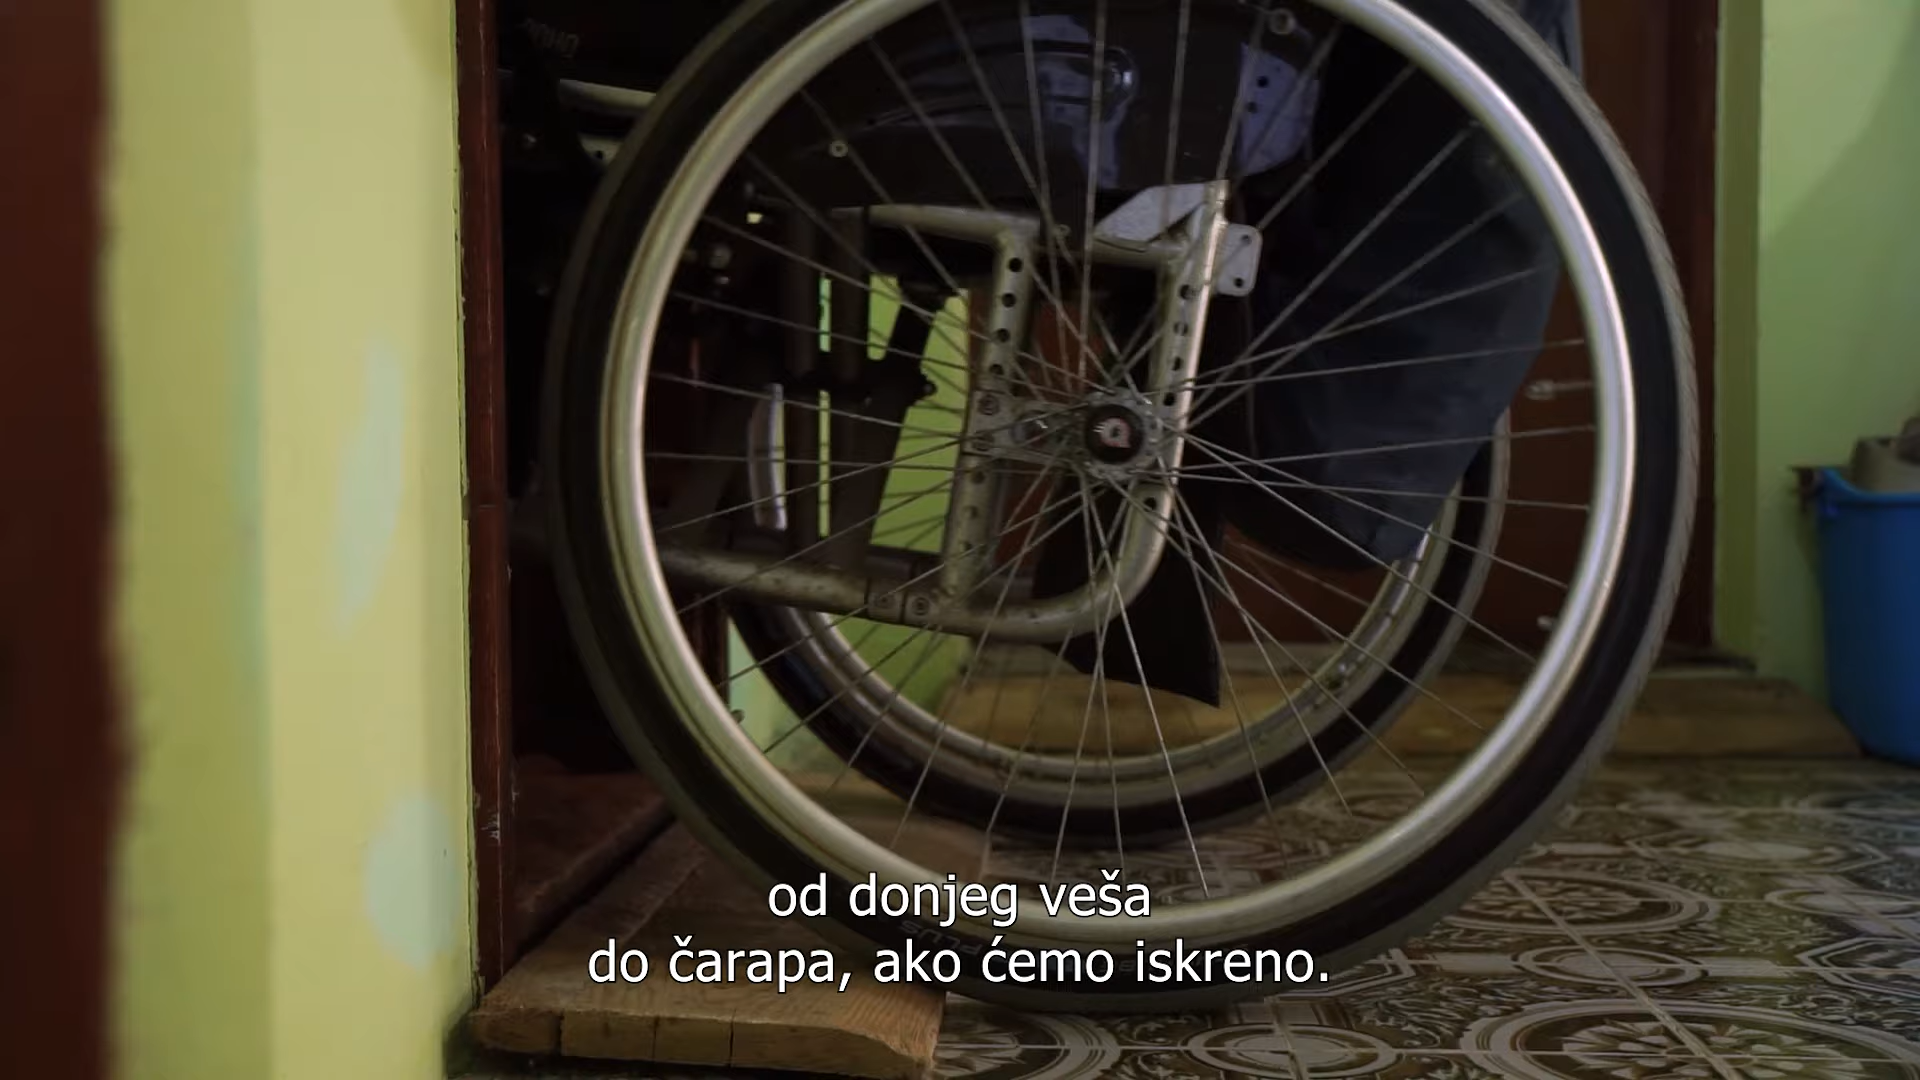 od donjeg veša
do čarapa, ako ćemo iskreno.